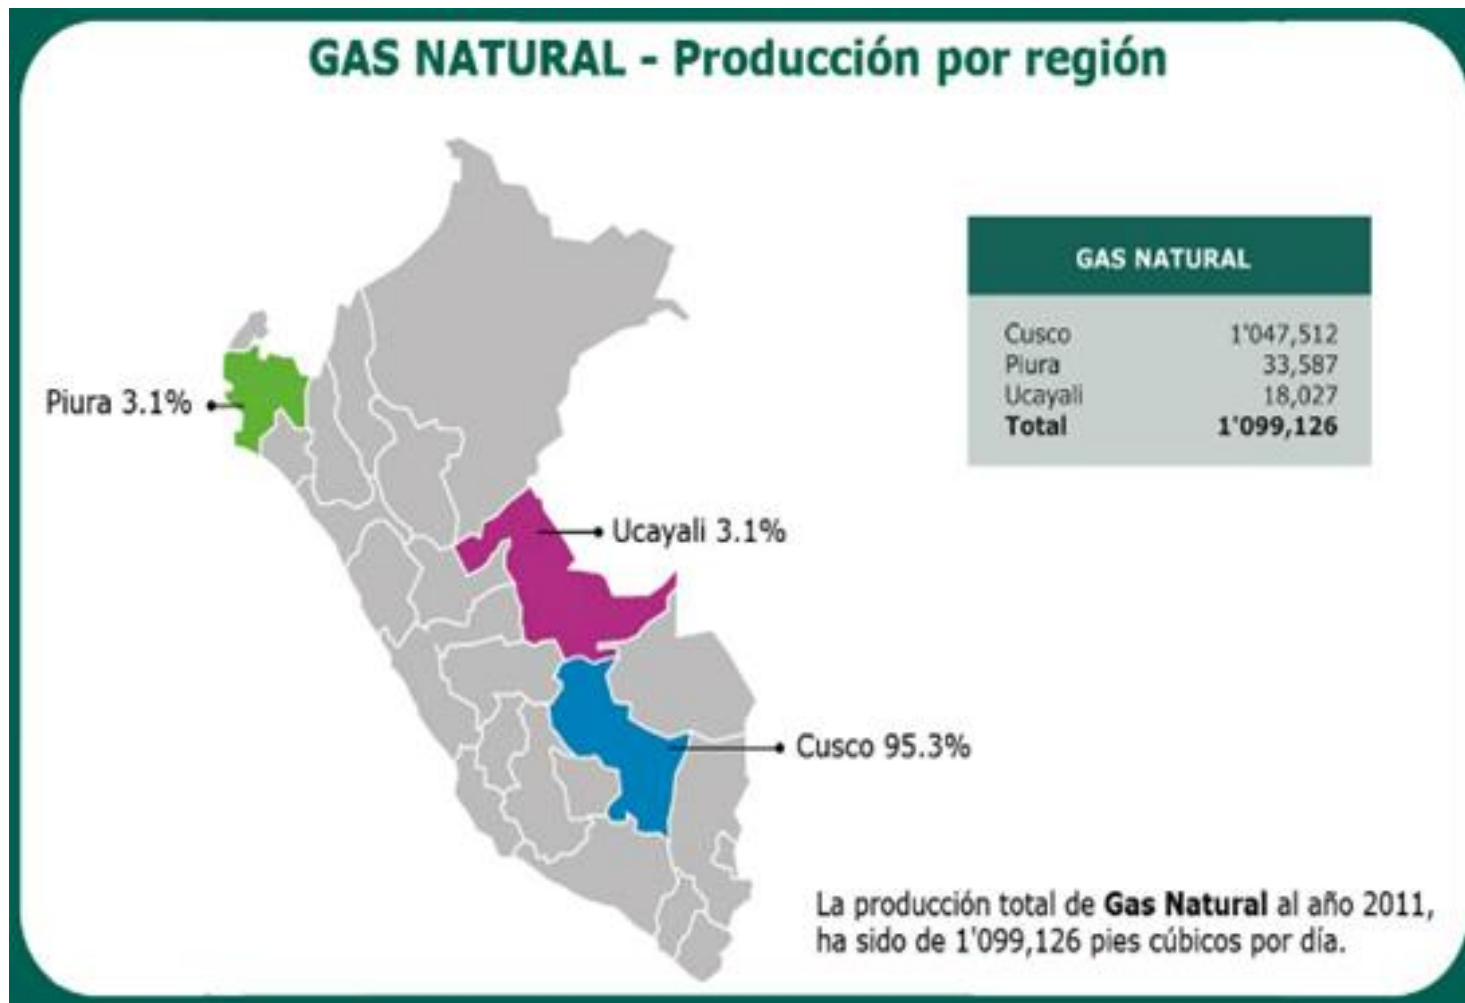 GAS NATURAL - Producción por región
GAS NATURAL
Cusco 1'047,512
Piura 33,587
Ucayali 18,027
Total 1'099,126
Piura 3.1%
Ucayali 3.1%
Cusco 95.3%
La producción total de Gas Natural al año 2011,
ha sido de 1'099,126 pies cúbicos por día.